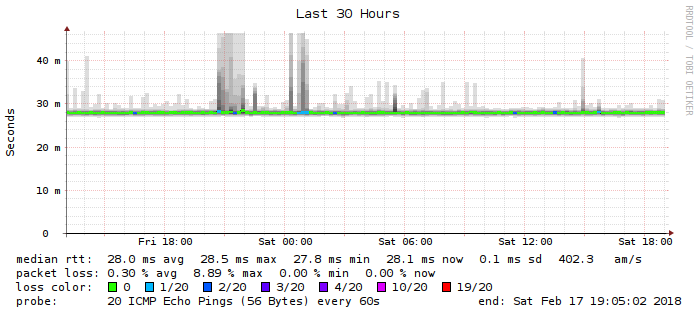 Last 30 Hours
RRDTOOL / TOBI OETIKER
Seconds
40 m
30 m
20 m
10 m
0
Fri 18:00 Sat 00:00 Sat 06:00 Sat 12:00 Sat 18:00
median rtt: 28.0 ms avg 28.5 ms max 27.8 ms min 28.1 ms now 0.1 ms sd 402.3 am/s
packet loss: 0.30 % avg 8.89 % max 0.00 % min 0.00 % now
loss color: 0 1/20 2/20 3/20 4/20 10/20 19/20
probe: 20 ICMP Echo Pings (56 Bytes) every 60s end: Sat Feb 17 19:05:02 2018